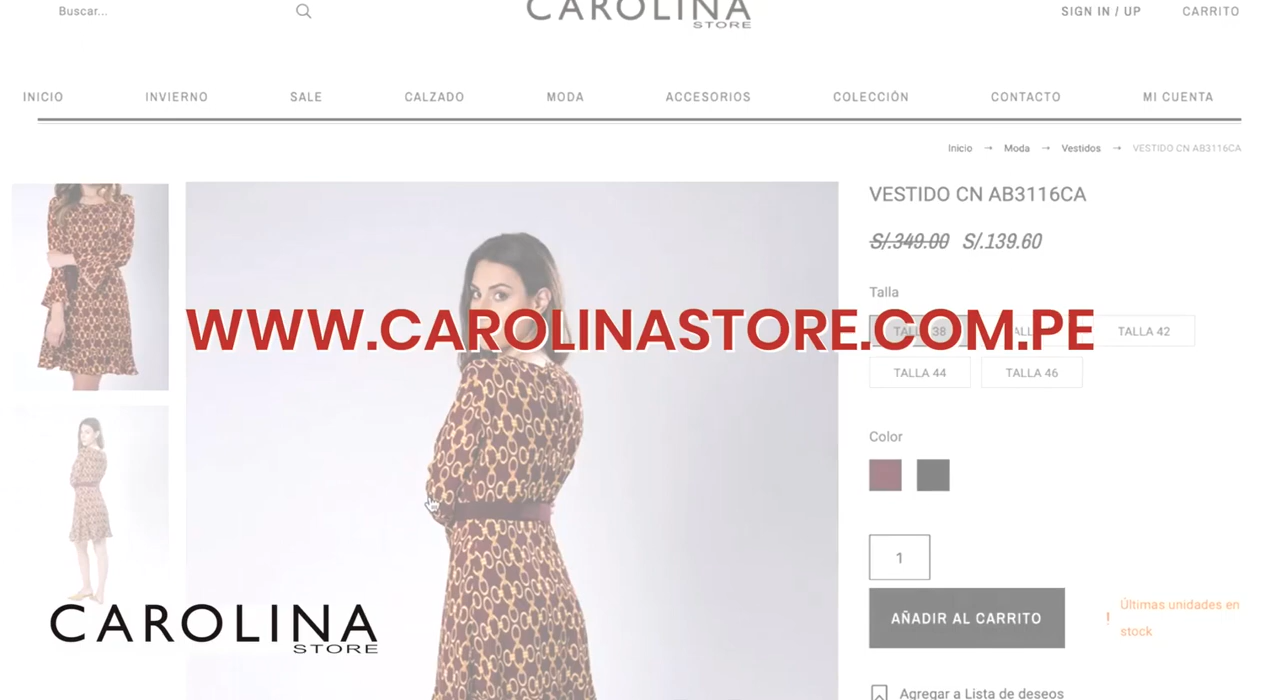 Buscar...
CAROLINA
STORE
SIGN IN / UP
CARRITO
INICIO
INVIERNO
SALE
CALZADO
MODA
ACCESORIOS
COLECCIÓN
CONTACTO
MI CUENTA
Inicio → Moda → Vestidos → VESTIDO CN AB3116CA
VESTIDO CN AB3116CA
S/.349.00 S/.139.60
Talla
WWW.CAROLINASTORE.COM.PE
TALLA 38
TALLA 42
TALLA 44
TALLA 46
Color
1
AÑADIR AL CARRITO
! Últimas unidades en
stock
CAROLINA
STORE
Agregar a Lista de deseos